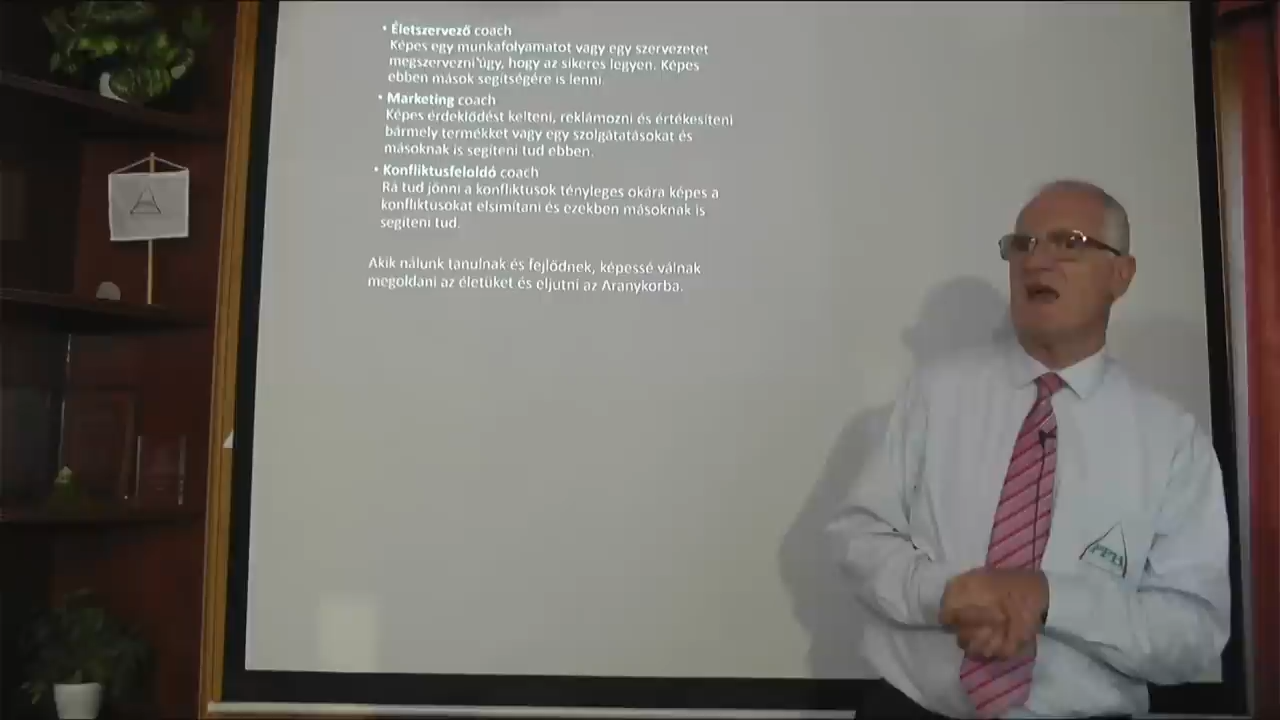 • Életszervező coach
Képes egy munkafolyamatot vagy egy szervezetet
megszervezni úgy, hogy az sikeres legyen. Képes
ebben mások segítségére is lenni.
• Marketing coach
Képes érdeklődést kelteni, reklámozni és értékesíteni
bármely termékket vagy egy szolgátatásokat és
másoknak is segíteni tud ebben.
• Konfliktusfeloldó coach
Rá tud jönni a konfliktusok tényleges okára képes a
konfliktusokat elsimítani és ezekben másoknak is
segíteni tud.
Akik nálunk tanulnak és fejlődnek, képessé válnak
megoldani az életüket és eljutni az Aranykorba.